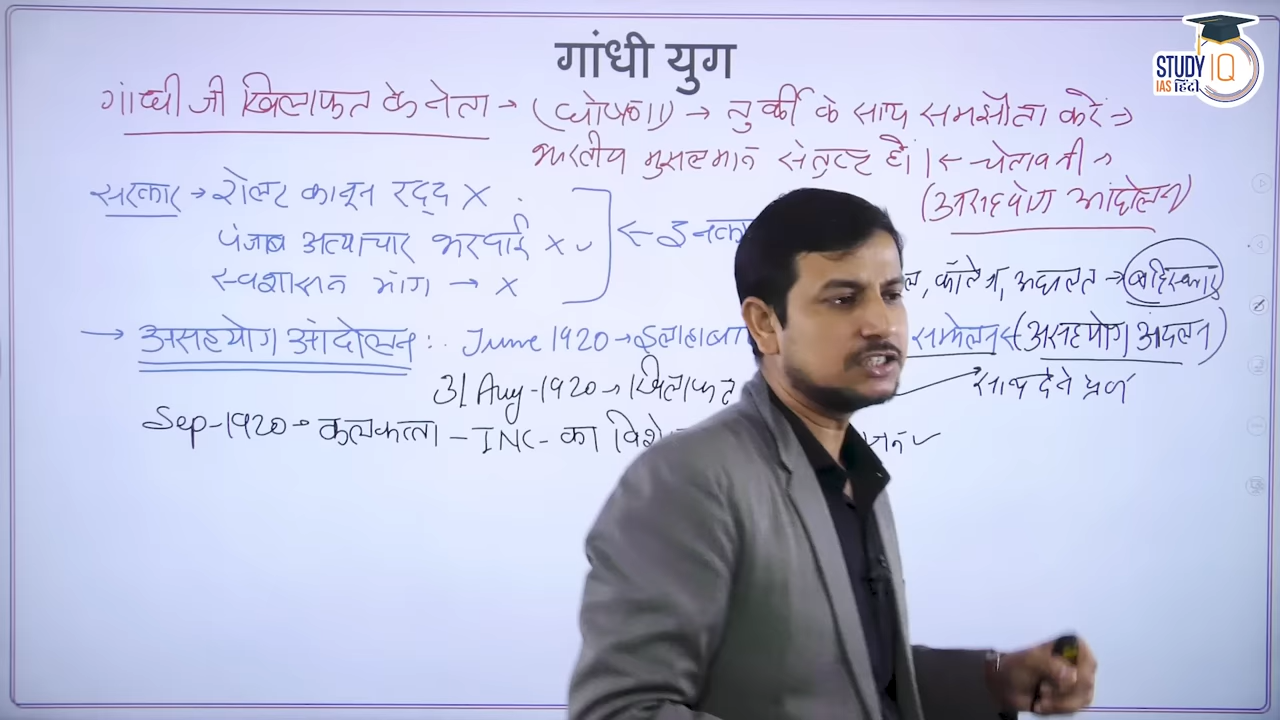 गांधी युग
STUDY IQ
IAS हिंदी
गांधी जी खिलाफत के नेता → (घोषणा) → तुर्की के साथ समझौता करें →
भारतीय मुसलमान संतुष्ट हो। ← चेतावनी →
(असहयोग आंदोलन)
सरकार → रोलट कानून रद्द X
पंजाब अत्याचार भरपाई X ✓
← इनका
स्वशासन मांग → X
ल, कॉलेज, अदालत → बहिस्कार
→ असहयोग आंदोलन :. June 1920 → इलाहाबा सम्मेलन ← (असहयोग आंदोलन)
31 Aug-1920 → खिलाफत
साथ देने
Sep-1920 → कलकत्ता - INC - का विशे